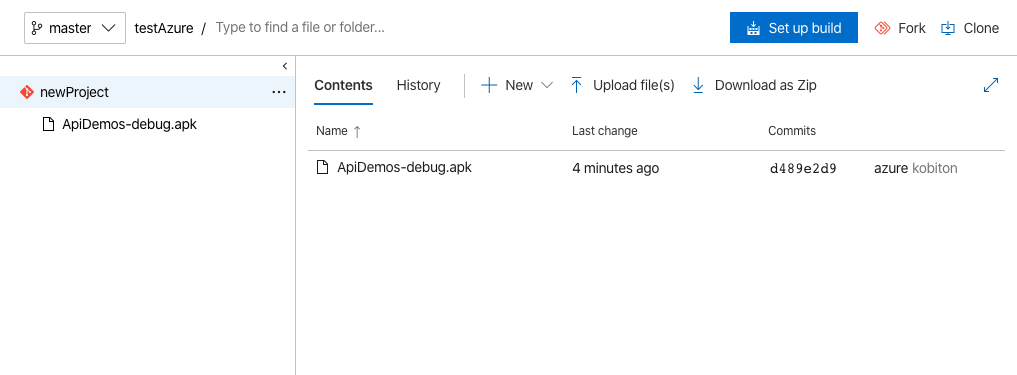 master testAzure / Type to find a file or folder... Set up build Fork Clone
newProject ...
ApiDemos-debug.apk
Contents History New Upload file(s) Download as Zip
Name ↑ Last change Commits
ApiDemos-debug.apk 4 minutes ago d489e2d9 azure kobiton